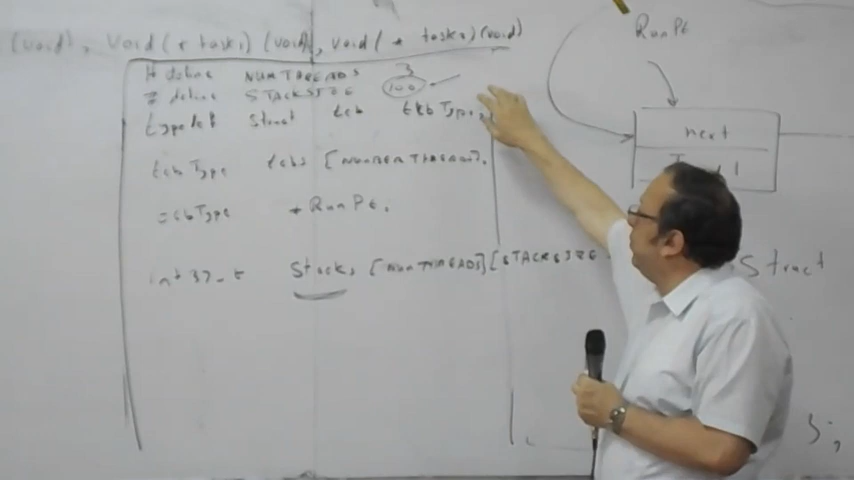 (void), Void (* task1) (void), void (* task2) (void)
# define NUMTHREADS 3
# define STACKSIZE 100
typedef struct tcb tcbType;
tcbType tcbs [NUMBERTHREADS];
tcbType *RunPt.
int32_t Stacks [NUMTHREADS][STACKSIZE
RunPt
next
Struct
};